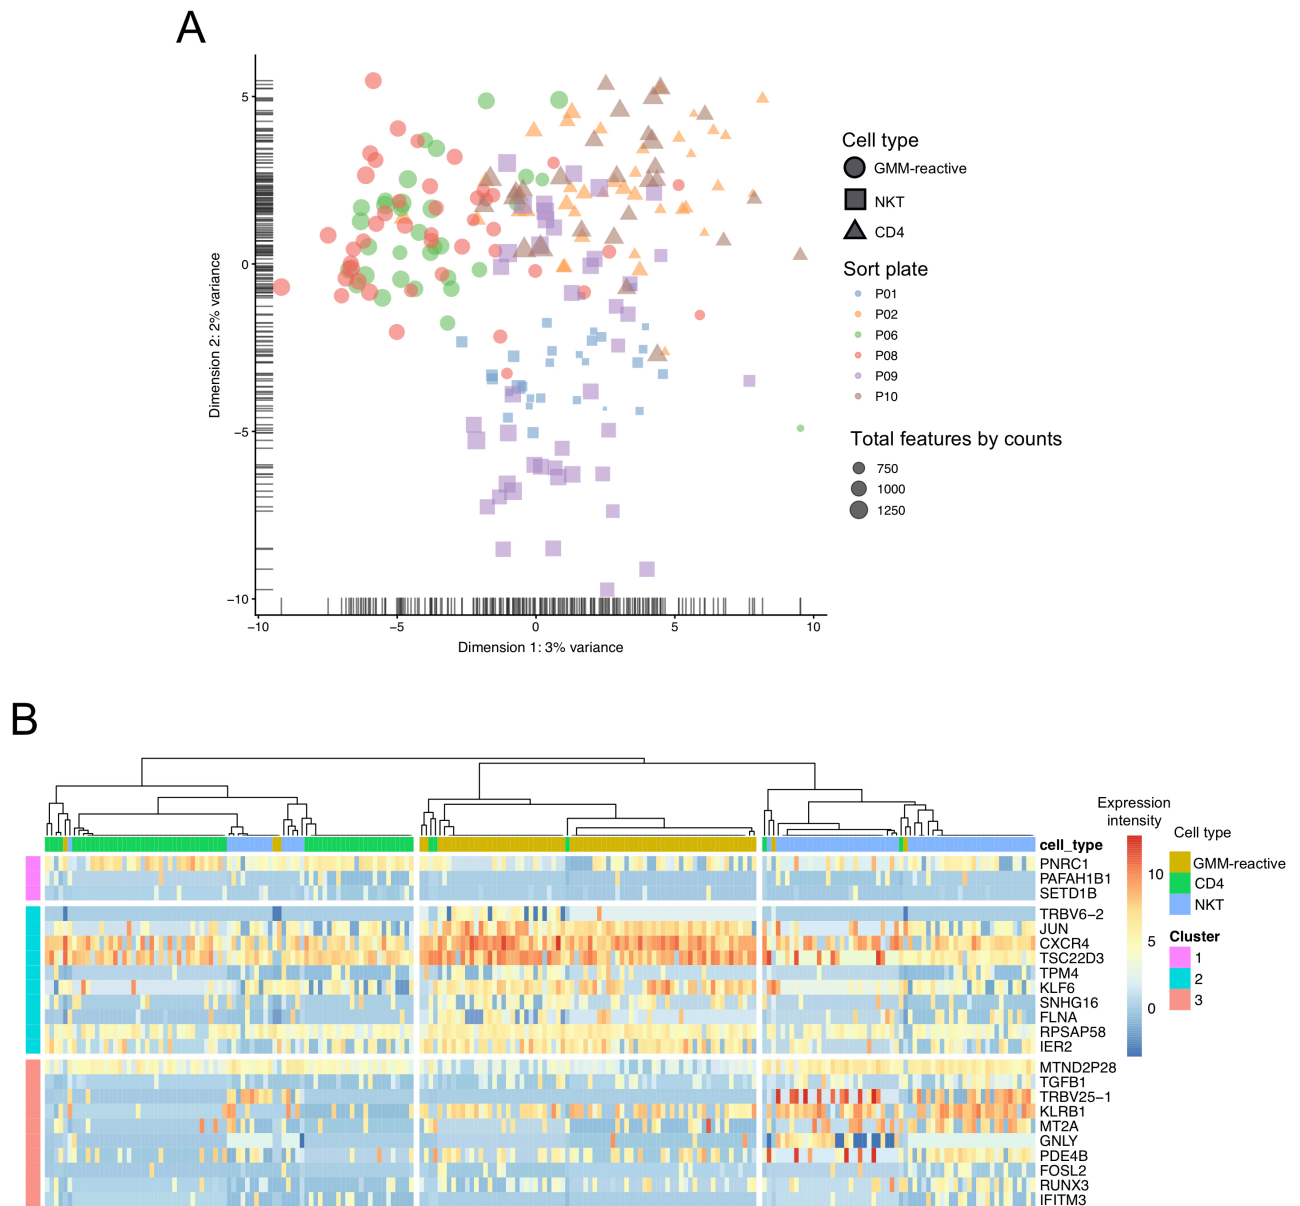 A
5
0
−5
−10
−10
−5
0
5
10
Dimension 2: 2% variance
Dimension 1: 3% variance
Cell type
GMM-reactive
NKT
CD4
Sort plate
P01
P02
P06
P08
P09
P10
Total features by counts
750
1000
1250
B
cell_type
PNRC1
PAFAH1B1
SETD1B
TRBV6−2
JUN
CXCR4
TSC22D3
TPM4
KLF6
SNHG16
FLNA
RPSAP58
IER2
MTND2P28
TGFB1
TRBV25−1
KLRB1
MT2A
GNLY
PDE4B
FOSL2
RUNX3
IFITM3
Expression
intensity
10
5
0
Cell type
GMM-reactive
CD4
NKT
Cluster
1
2
3